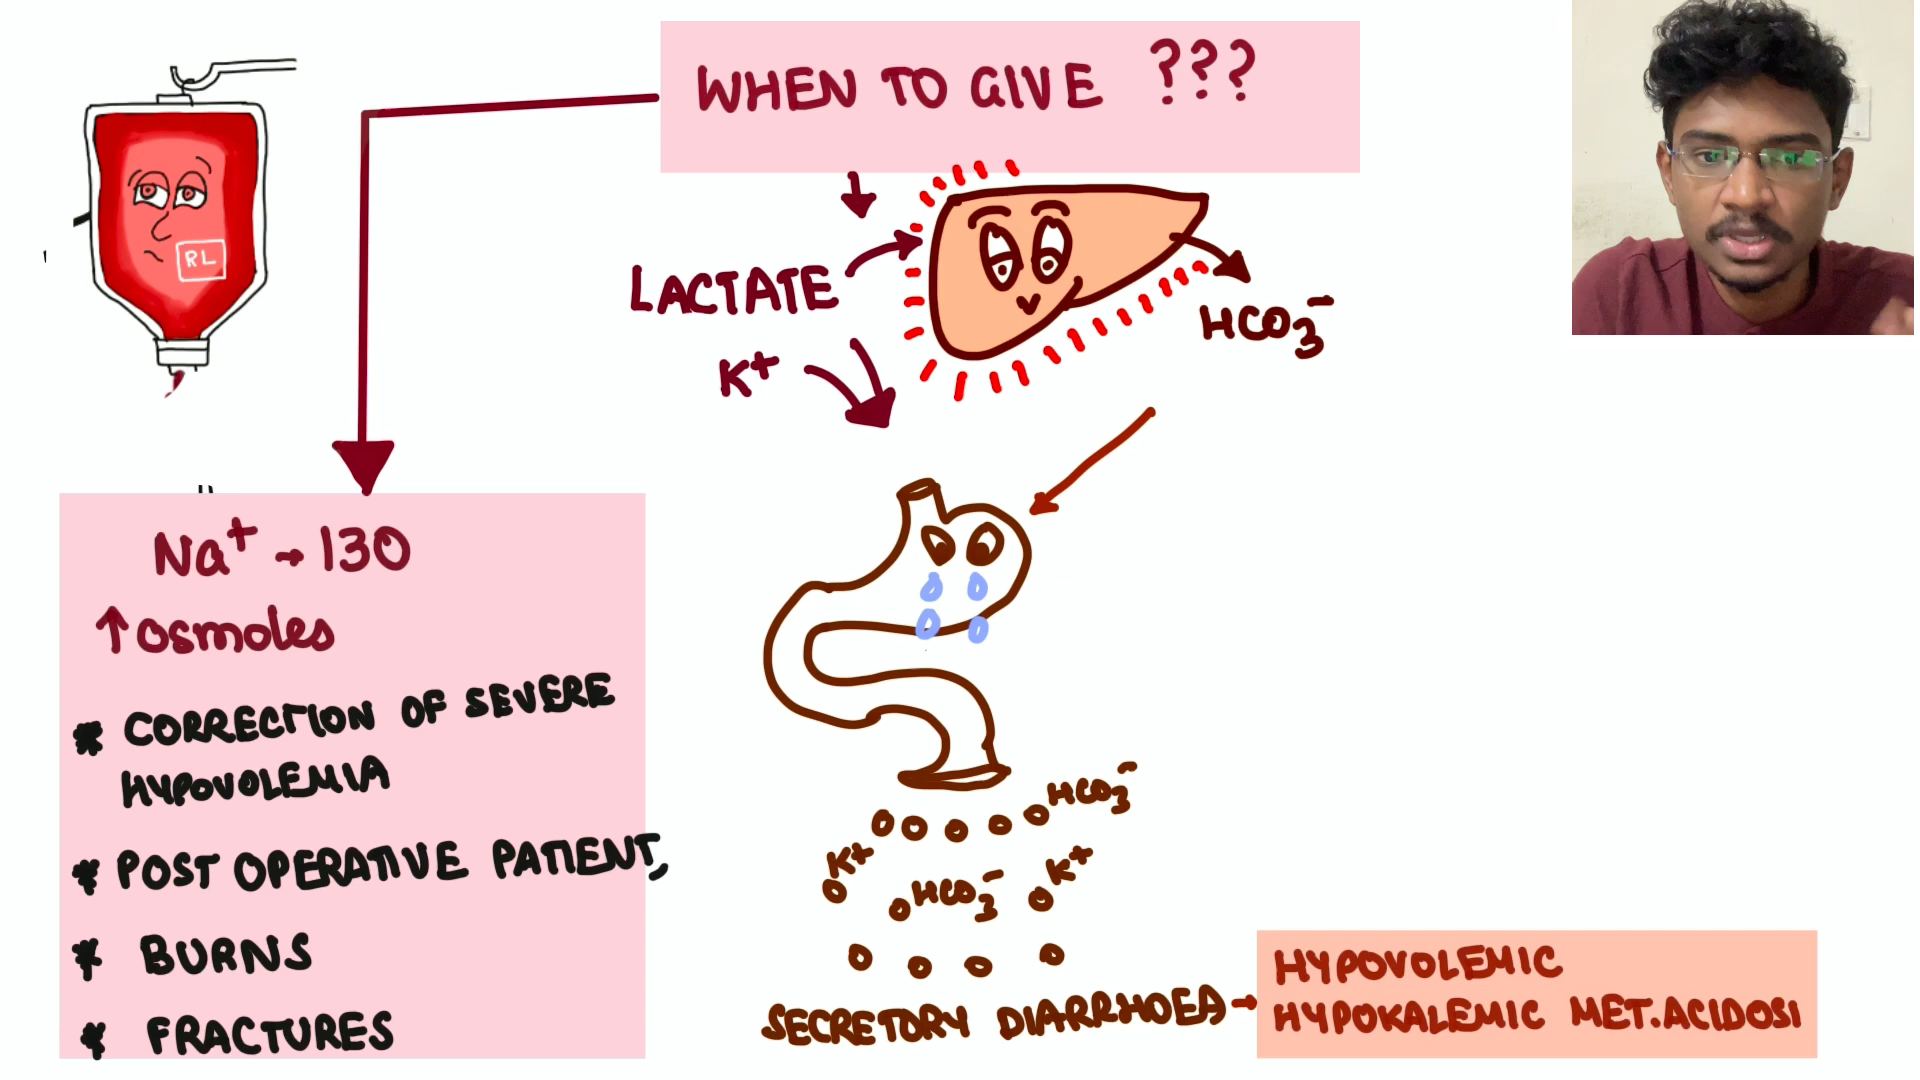 WHEN TO GIVE ???
RL
LACTATE
HCO3-
K+
Na+ → 130
↑ osmoles
* CORRECTION OF SEVERE
HYPOVOLEMIA
* POST OPERATIVE PATIENT,
* BURNS
* FRACTURES
HCO3-
K+
HCO3-
K+
SECRETORY DIARRHOEA →
HYPOVOLEMIC
HYPOKALEMIC MET.ACIDOSI